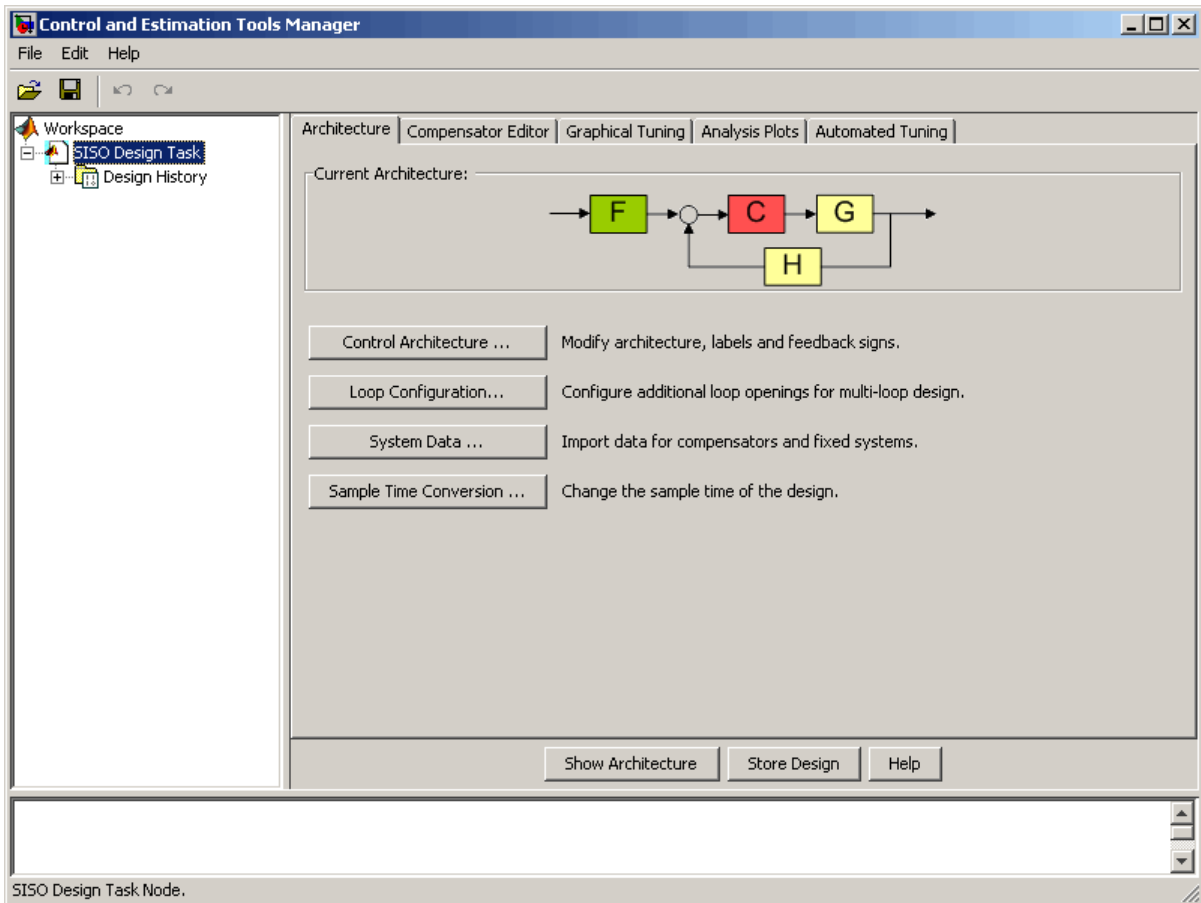 Control and Estimation Tools Manager
File Edit Help
Workspace
SISO Design Task
Design History
Architecture Compensator Editor Graphical Tuning Analysis Plots Automated Tuning
Current Architecture:
F C G
H
Control Architecture ... Modify architecture, labels and feedback signs.
Loop Configuration... Configure additional loop openings for multi-loop design.
System Data ... Import data for compensators and fixed systems.
Sample Time Conversion ... Change the sample time of the design.
Show Architecture Store Design Help
SISO Design Task Node.